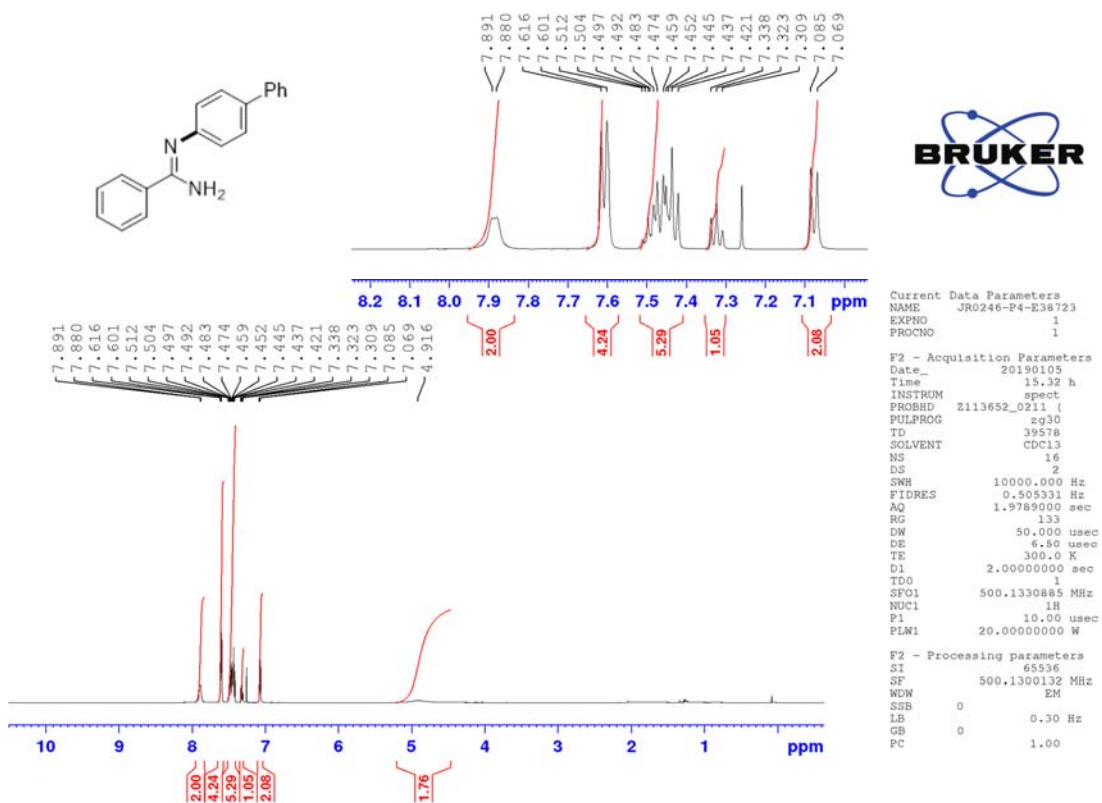 Ph
N
NH2
7.891
7.880
7.616
7.601
7.512
7.504
7.497
7.492
7.483
7.474
7.459
7.452
7.445
7.437
7.421
7.338
7.323
7.309
7.085
7.069
BRUKER
8.2 8.1 8.0 7.9 7.8 7.7 7.6 7.5 7.4 7.3 7.2 7.1 ppm
2.00 4.24 5.29 1.05 2.08
7.891
7.880
7.616
7.601
7.512
7.504
7.497
7.492
7.483
7.474
7.459
7.452
7.445
7.437
7.421
7.338
7.323
7.309
7.085
7.069
4.916
10 9 8 7 6 5 4 3 2 1 ppm
2.00 4.24 5.29 1.05 2.08 1.76
Current Data Parameters
NAME JR0246-P4-E38723
EXPNO 1
PROCNO 1
F2 - Acquisition Parameters
Date_ 20190105
Time 15.32 h
INSTRUM spect
PROBHD Z113652_0211 (
PULPROG zg30
TD 39578
SOLVENT CDCl3
NS 16
DS 2
SWH 10000.000 Hz
FIDRES 0.505331 Hz
AQ 1.9789000 sec
RG 133
DW 50.000 usec
DE 6.50 usec
TE 300.0 K
D1 2.00000000 sec
TD0 1
SFO1 500.1330885 MHz
NUC1 1H
P1 10.00 usec
PLW1 20.00000000 W
F2 - Processing parameters
SI 65536
SF 500.1300132 MHz
WDW EM
SSB 0
LB 0.30 Hz
GB 0
PC 1.00